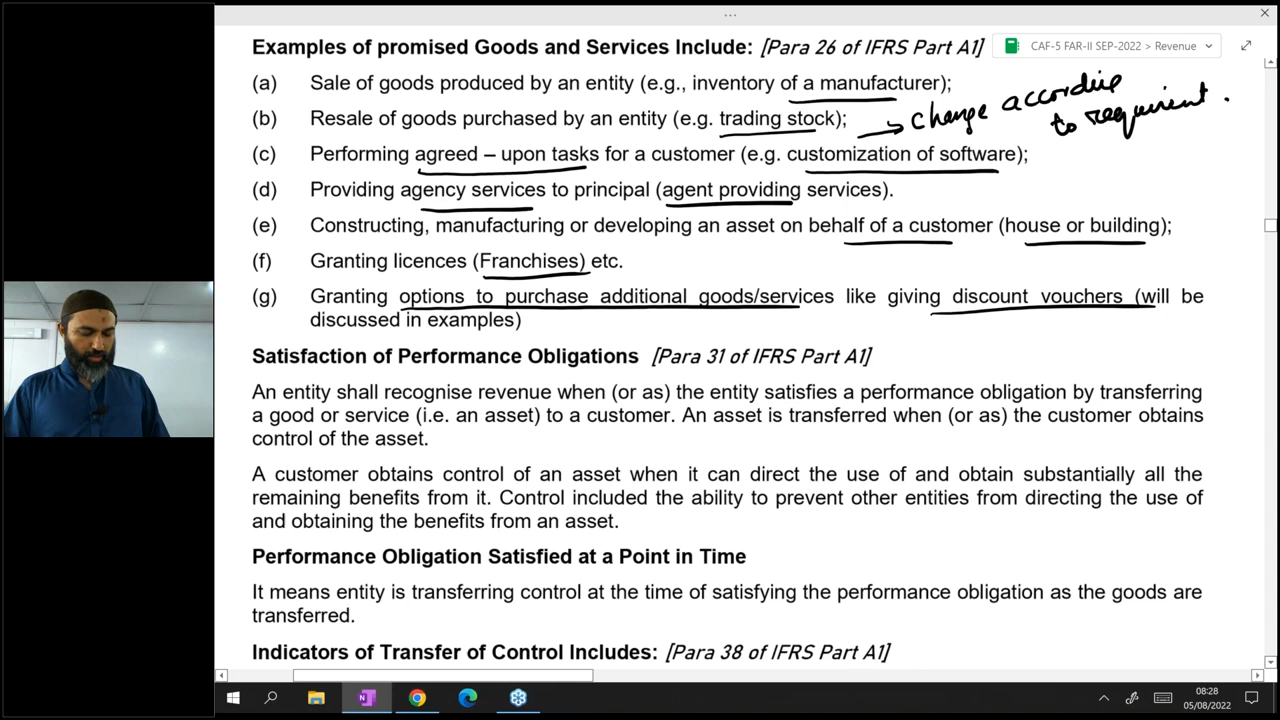 Examples of promised Goods and Services Include: [Para 26 of IFRS Part A1]
CAF-5 FAR-II SEP-2022 > Revenue
(a) Sale of goods produced by an entity (e.g., inventory of a manufacturer);
(b) Resale of goods purchased by an entity (e.g. trading stock);
change according
to requirment.
(c) Performing agreed – upon tasks for a customer (e.g. customization of software);
(d) Providing agency services to principal (agent providing services).
(e) Constructing, manufacturing or developing an asset on behalf of a customer (house or building);
(f) Granting licences (Franchises) etc.
(g) Granting options to purchase additional goods/services like giving discount vouchers (will be
discussed in examples)
Satisfaction of Performance Obligations [Para 31 of IFRS Part A1]
An entity shall recognise revenue when (or as) the entity satisfies a performance obligation by transferring
a good or service (i.e. an asset) to a customer. An asset is transferred when (or as) the customer obtains
control of the asset.
A customer obtains control of an asset when it can direct the use of and obtain substantially all the
remaining benefits from it. Control included the ability to prevent other entities from directing the use of
and obtaining the benefits from an asset.
Performance Obligation Satisfied at a Point in Time
It means entity is transferring control at the time of satisfying the performance obligation as the goods are
transferred.
Indicators of Transfer of Control Includes: [Para 38 of IFRS Part A1]
08:28
05/08/2022